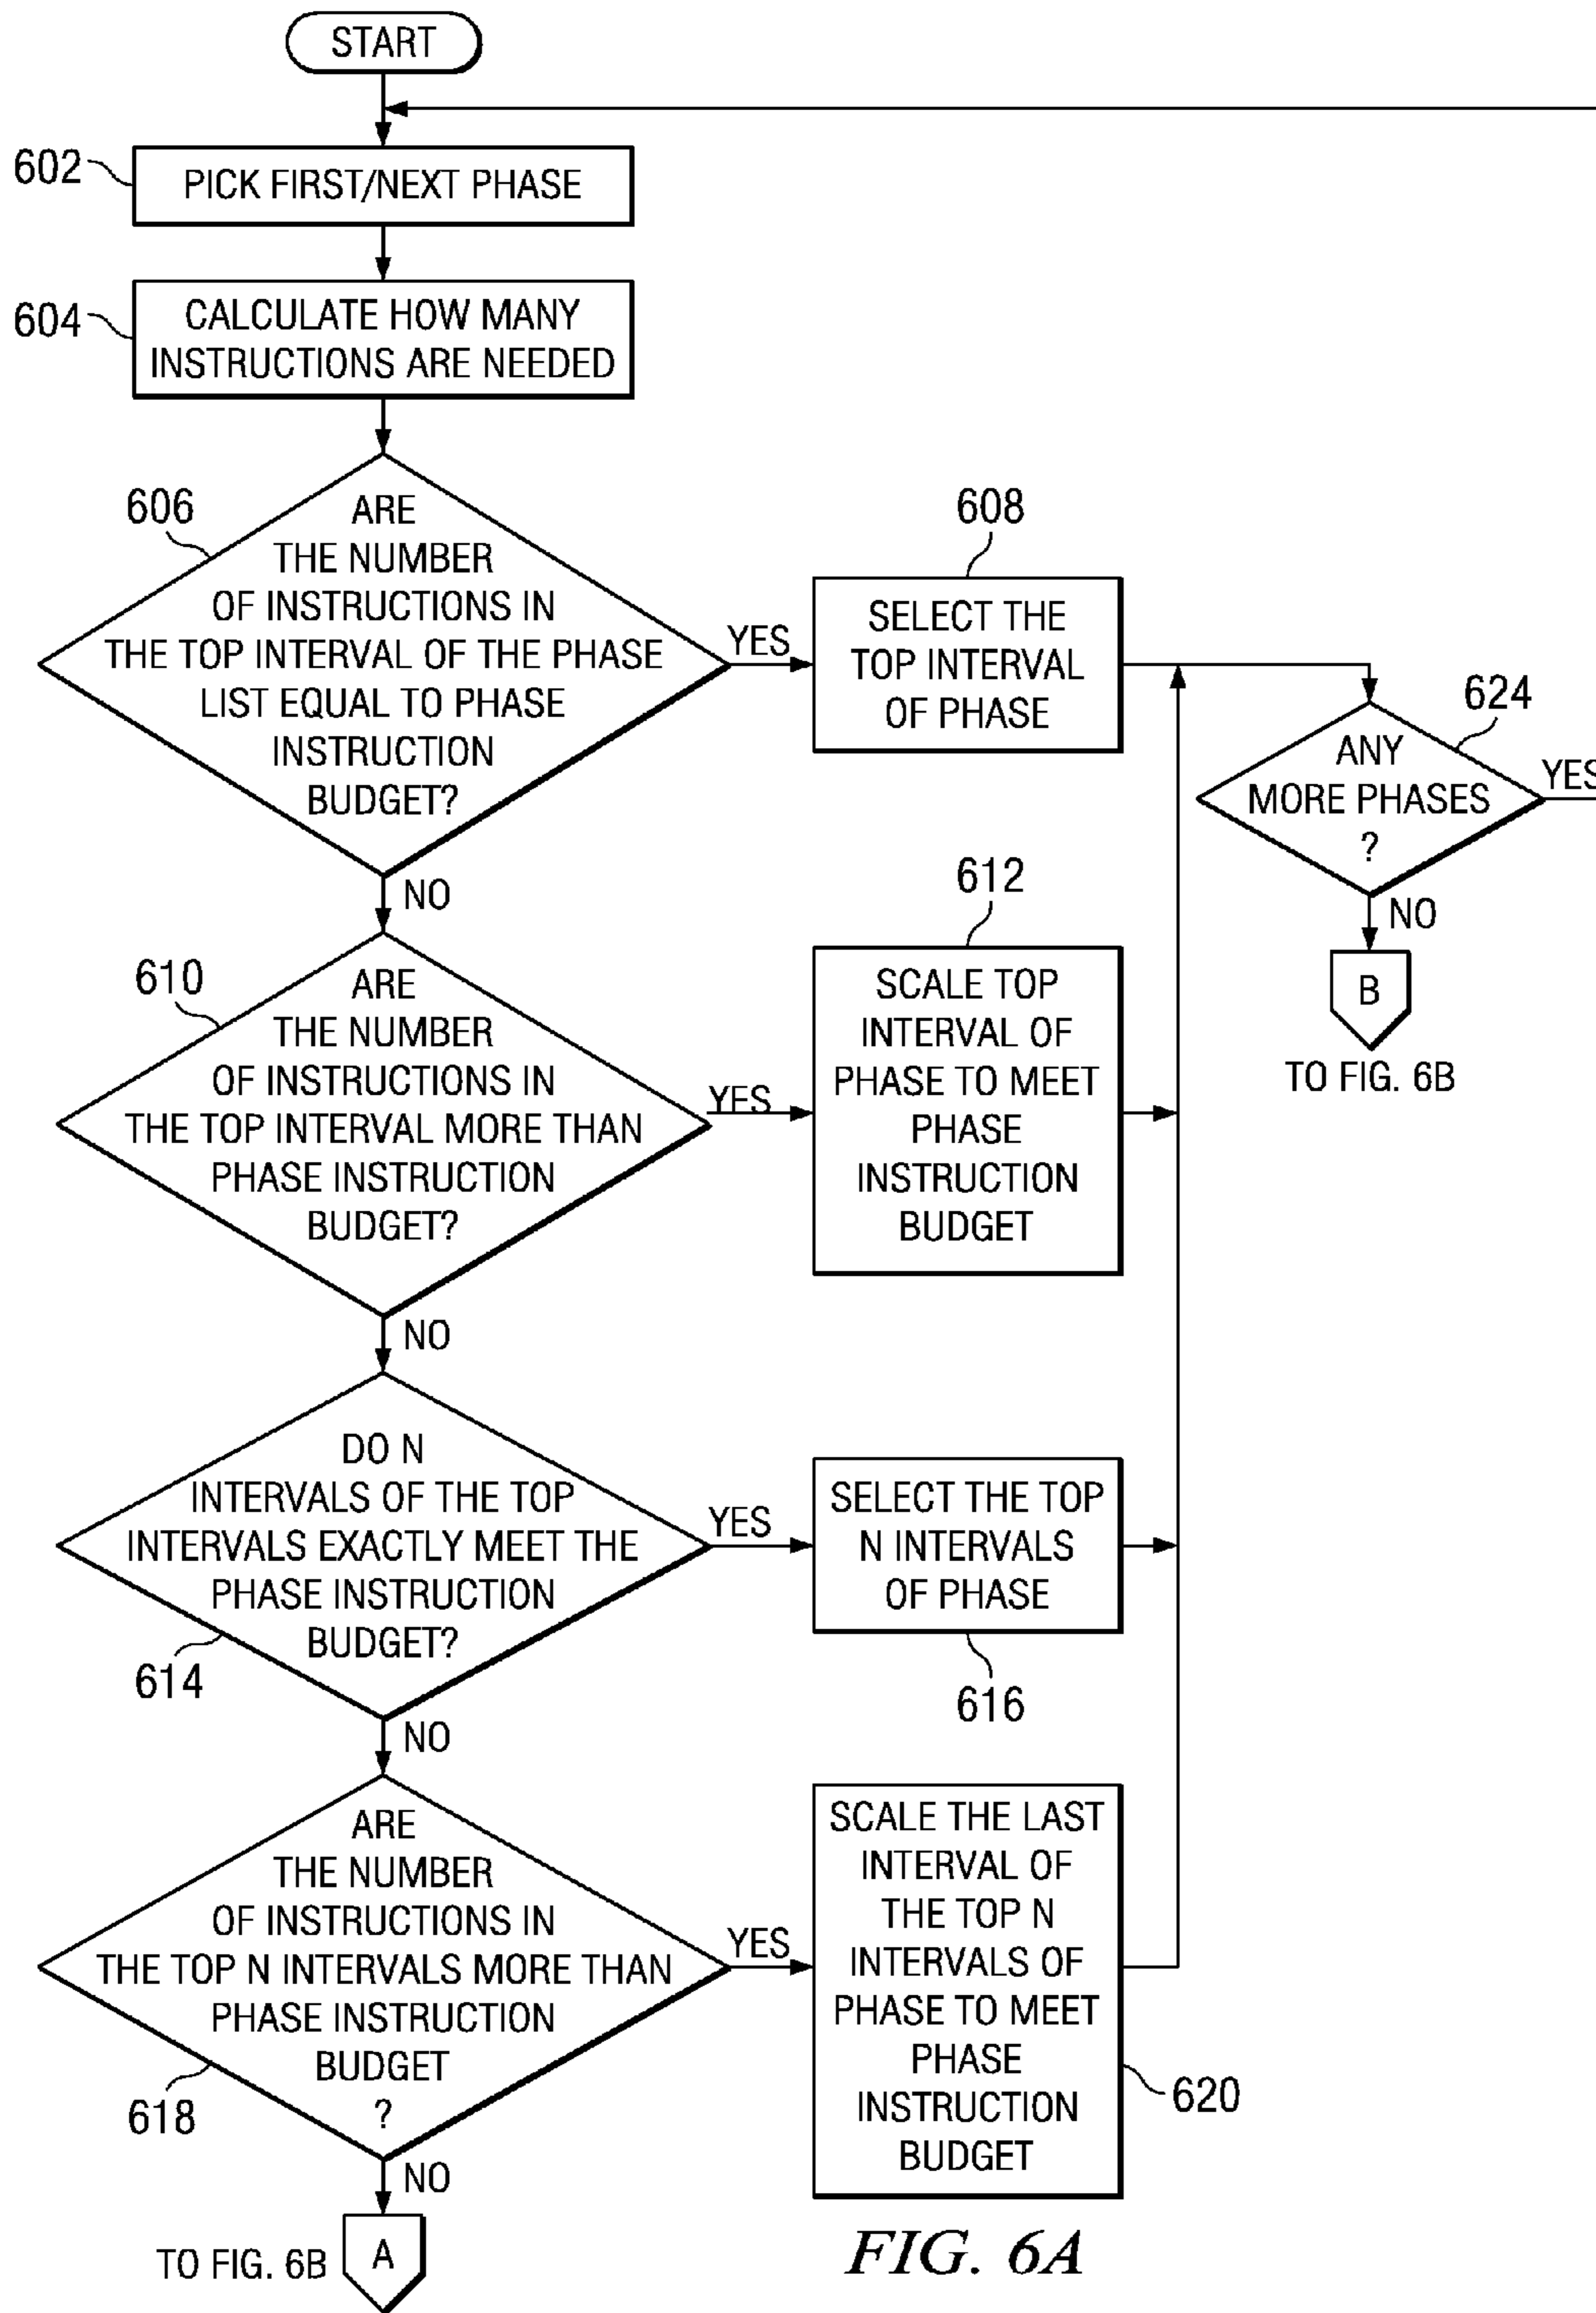 START
602
PICK FIRST/NEXT PHASE
604
CALCULATE HOW MANY
INSTRUCTIONS ARE NEEDED
606
ARE
THE NUMBER
OF INSTRUCTIONS IN
THE TOP INTERVAL OF THE PHASE
LIST EQUAL TO PHASE
INSTRUCTION
BUDGET?
YES
NO
608
SELECT THE
TOP INTERVAL
OF PHASE
624
ANY
MORE PHASES
?
YES
NO
B
TO FIG. 6B
610
ARE
THE NUMBER
OF INSTRUCTIONS IN
THE TOP INTERVAL MORE THAN
PHASE INSTRUCTION
BUDGET?
YES
NO
612
SCALE TOP
INTERVAL OF
PHASE TO MEET
PHASE
INSTRUCTION
BUDGET
DO N
INTERVALS OF THE TOP
INTERVALS EXACTLY MEET THE
PHASE INSTRUCTION
BUDGET?
614
YES
NO
SELECT THE TOP
N INTERVALS
OF PHASE
616
ARE
THE NUMBER
OF INSTRUCTIONS IN
THE TOP N INTERVALS MORE THAN
PHASE INSTRUCTION
BUDGET
?
618
YES
NO
SCALE THE LAST
INTERVAL OF
THE TOP N
INTERVALS OF
PHASE TO MEET
PHASE
INSTRUCTION
BUDGET
620
TO FIG. 6B
A
FIG. 6A